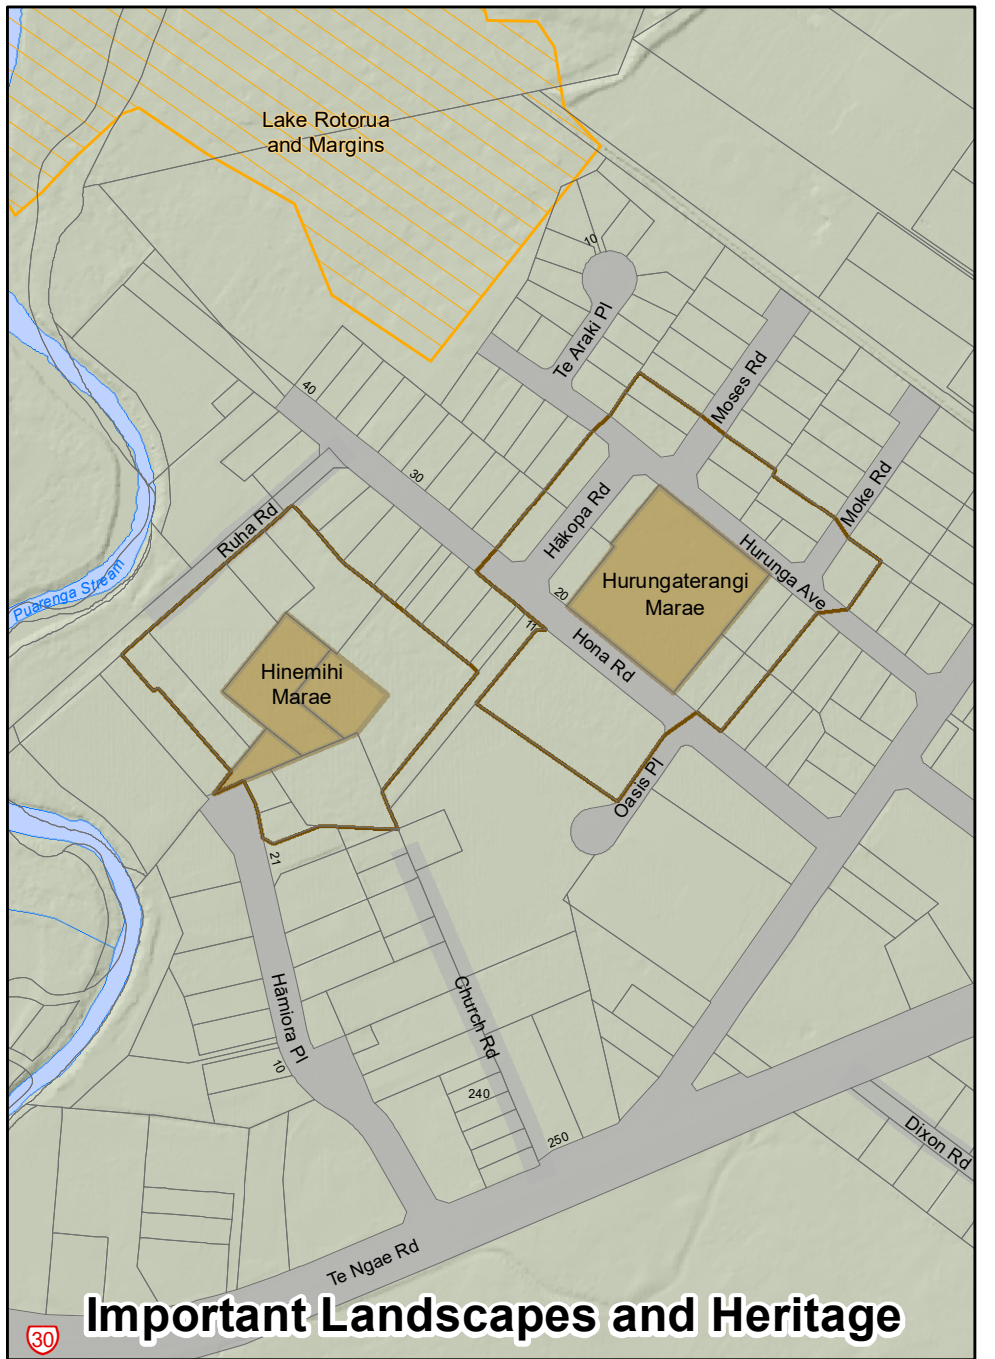 Lake Rotorua
and Margins
10
Te Araki Pl
40
Moses Rd
30
Moke Rd
Hākopa Rd
Ruha Rd
Hurunga Ave
Puarenga Stream
Hurungaterangi
Marae
20
11
Hona Rd
Hinemihi
Marae
Oasis Pl
21
Hāmiora Pl
Church Rd
10
240
250
Dixon Rd
Te Ngae Rd
Important Landscapes and Heritage
30